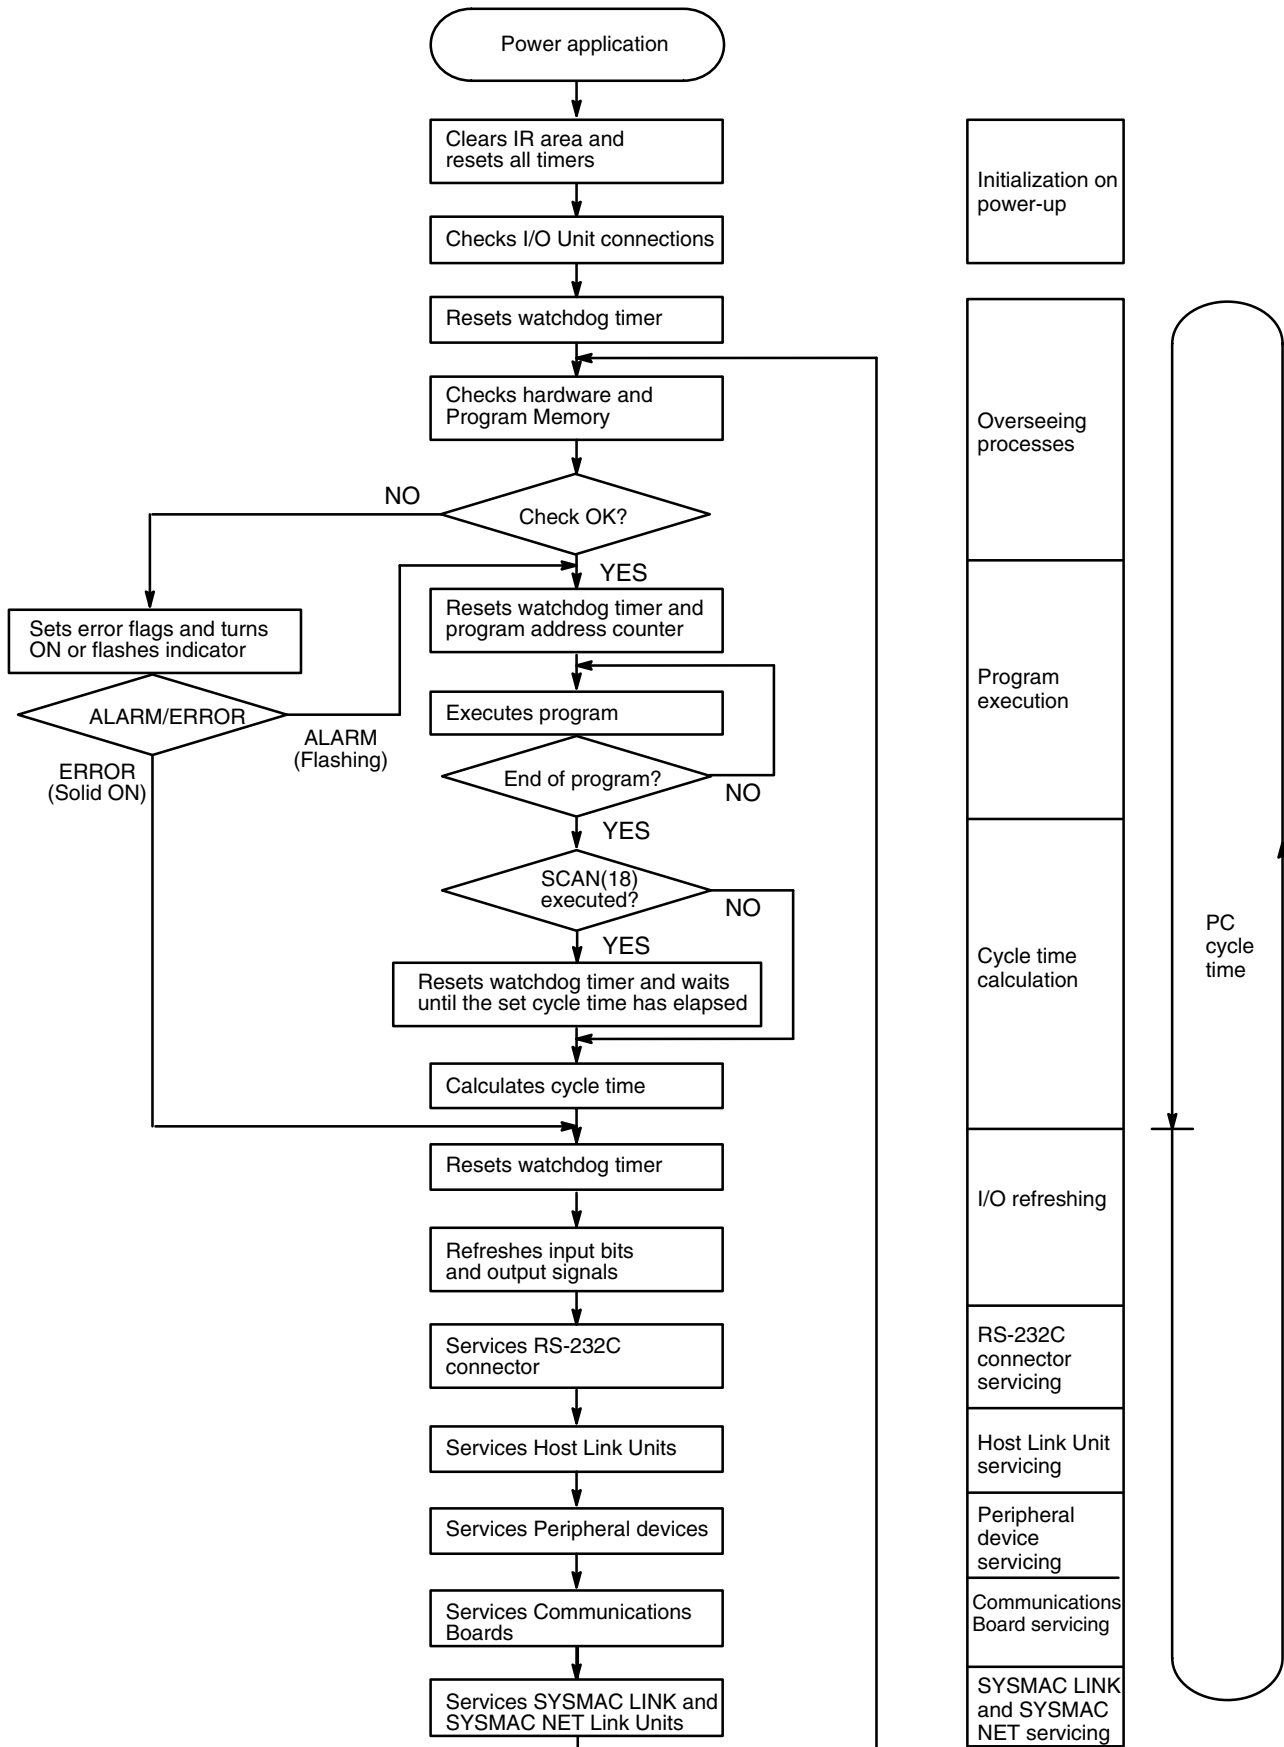 Power application
Clears IR area and
resets all timers
Checks I/O Unit connections
Resets watchdog timer
Checks hardware and
Program Memory
Check OK?
NO
YES
Sets error flags and turns
ON or flashes indicator
ALARM/ERROR
ALARM
(Flashing)
ERROR
(Solid ON)
Resets watchdog timer and
program address counter
Executes program
End of program?
NO
YES
SCAN(18)
executed?
NO
YES
Resets watchdog timer and waits
until the set cycle time has elapsed
Calculates cycle time
Resets watchdog timer
Refreshes input bits
and output signals
Services RS-232C
connector
Services Host Link Units
Services Peripheral devices
Services Communications
Boards
Services SYSMAC LINK and
SYSMAC NET Link Units
Initialization on
power-up
Overseeing
processes
Program
execution
Cycle time
calculation
I/O refreshing
RS-232C
connector
servicing
Host Link Unit
servicing
Peripheral
device
servicing
Communications
Board servicing
SYSMAC LINK
and SYSMAC
NET servicing
PC
cycle
time